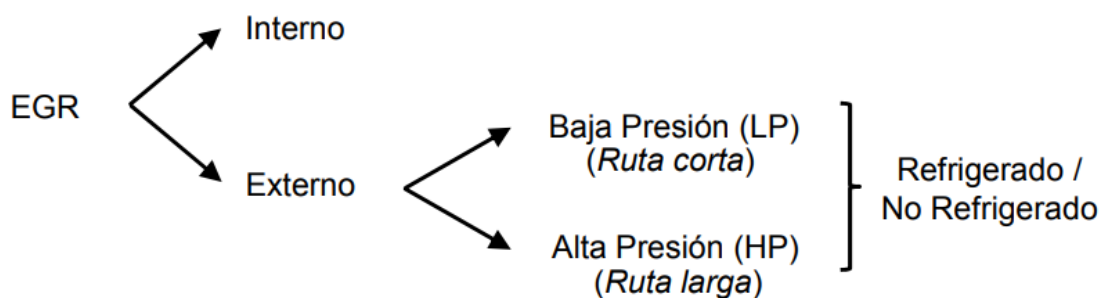 EGR
Interno
Externo
Baja Presión (LP)
(Ruta corta)
Alta Presión (HP)
(Ruta larga)
Refrigerado /
No Refrigerado